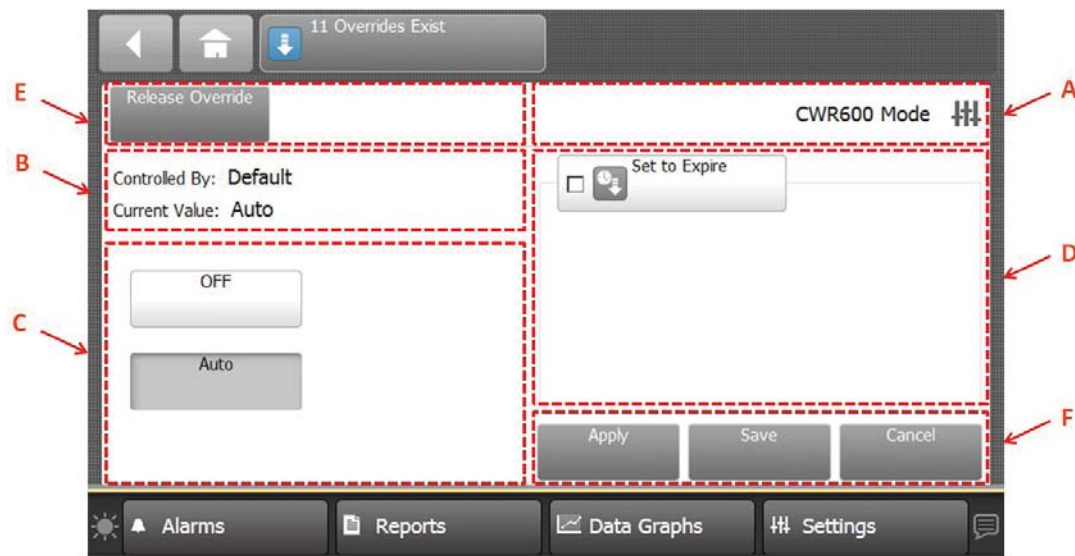 11 Overrides Exist
E
Release Override
CWR600 Mode
A
B
Controlled By: Default
Current Value: Auto
Set to Expire
D
C
OFF
Auto
Apply
Save
Cancel
F
Alarms
Reports
Data Graphs
Settings